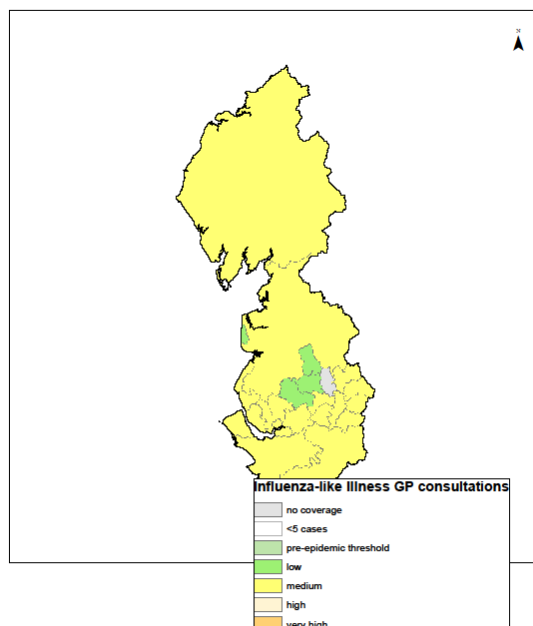 N
Influenza-like Illness GP consultations
no coverage
<5 cases
pre-epidemic threshold
low
medium
high
very high